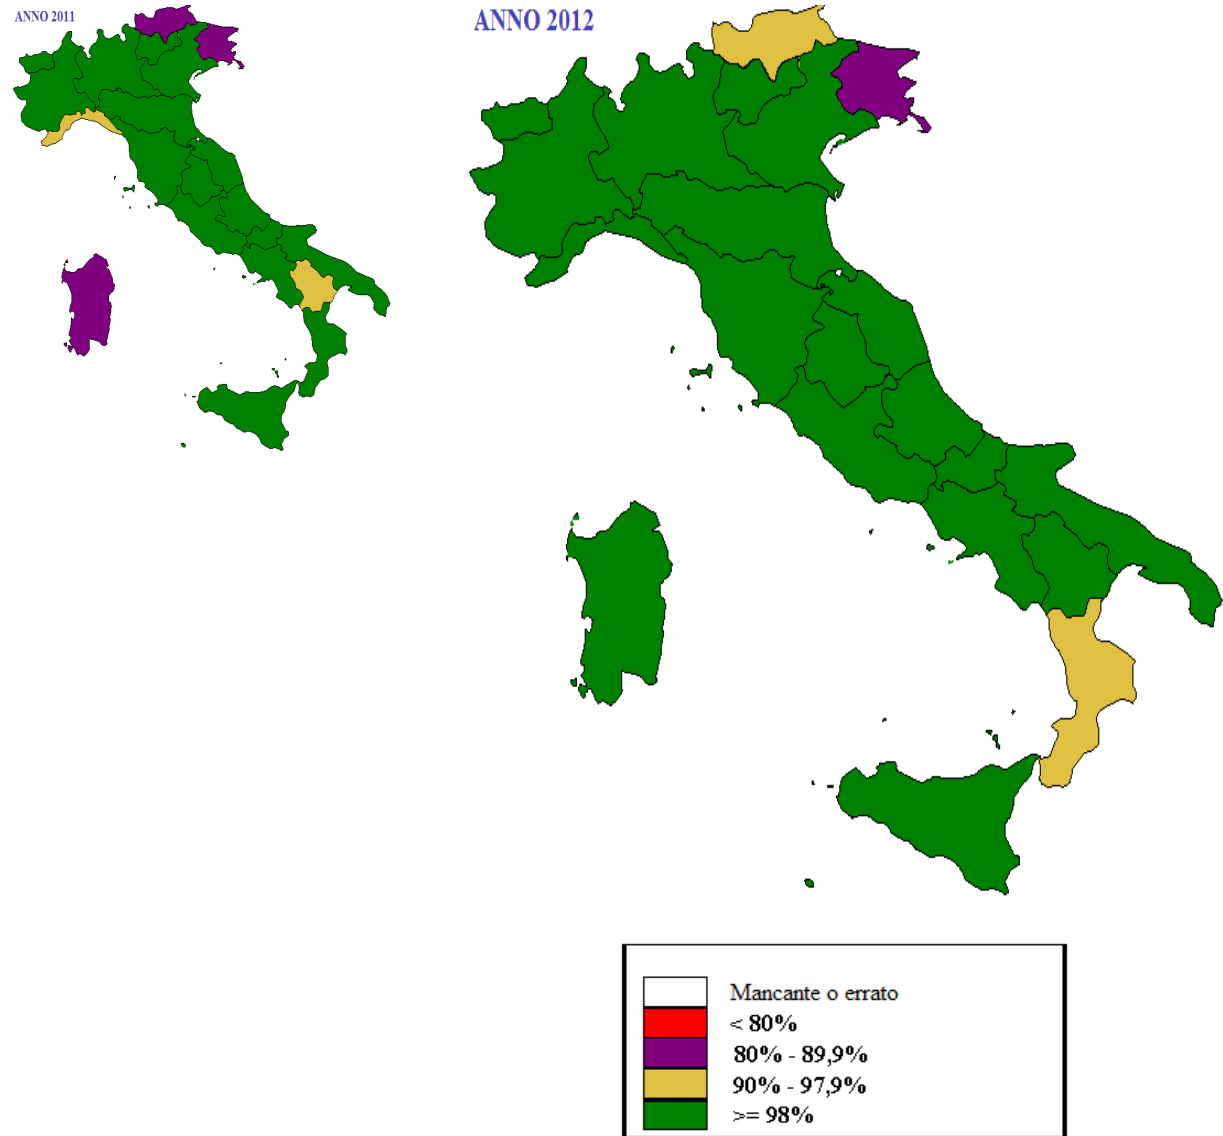 ANNO 2011
ANNO 2012
Mancante o errato
< 80%
80% - 89,9%
90% - 97,9%
>= 98%